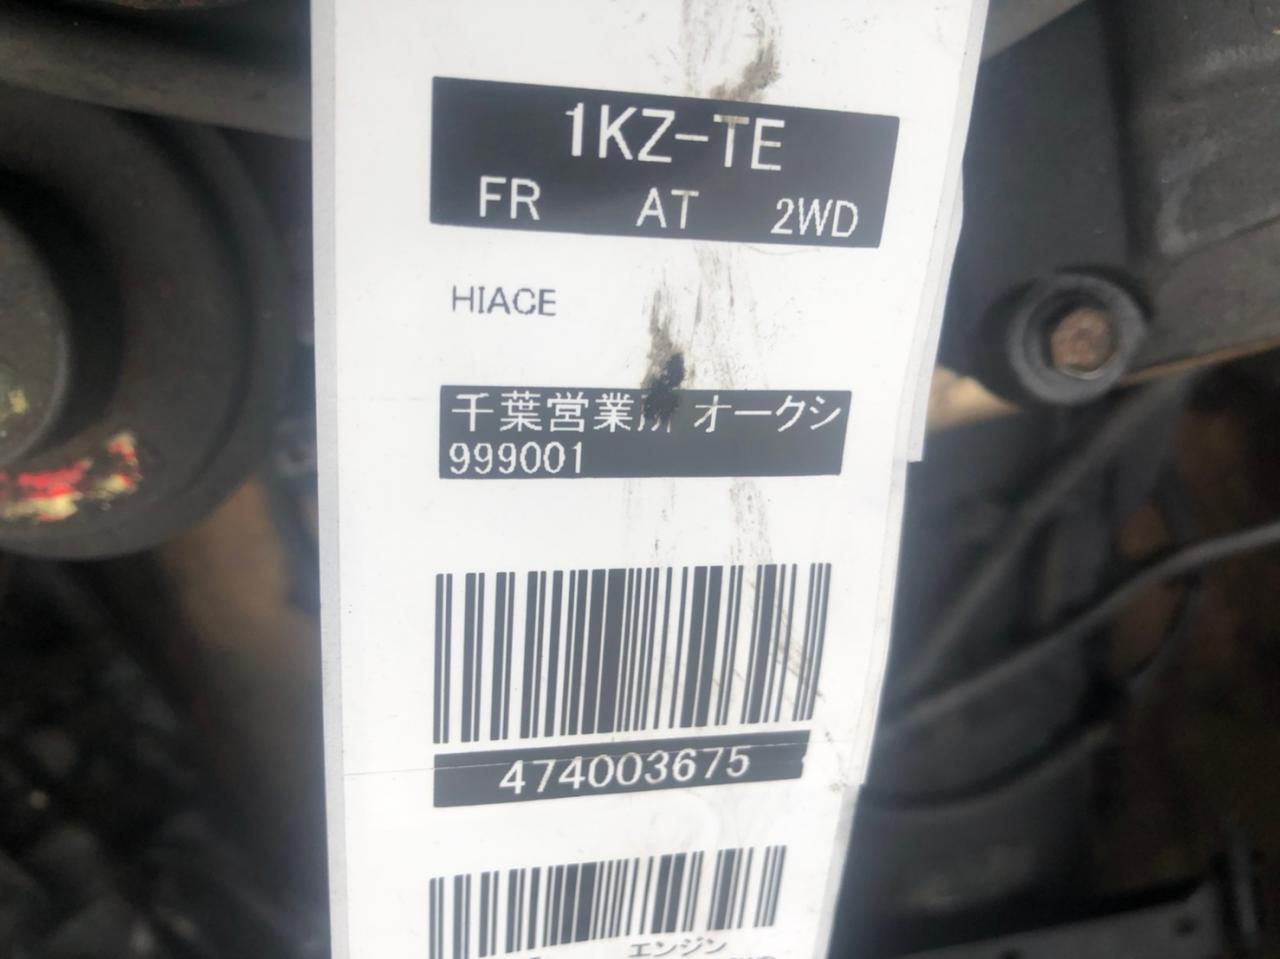 1KZ-TE
FR AT 2WD
HIACE
千葉営業所 オークシ
999001
474003675
エンジン